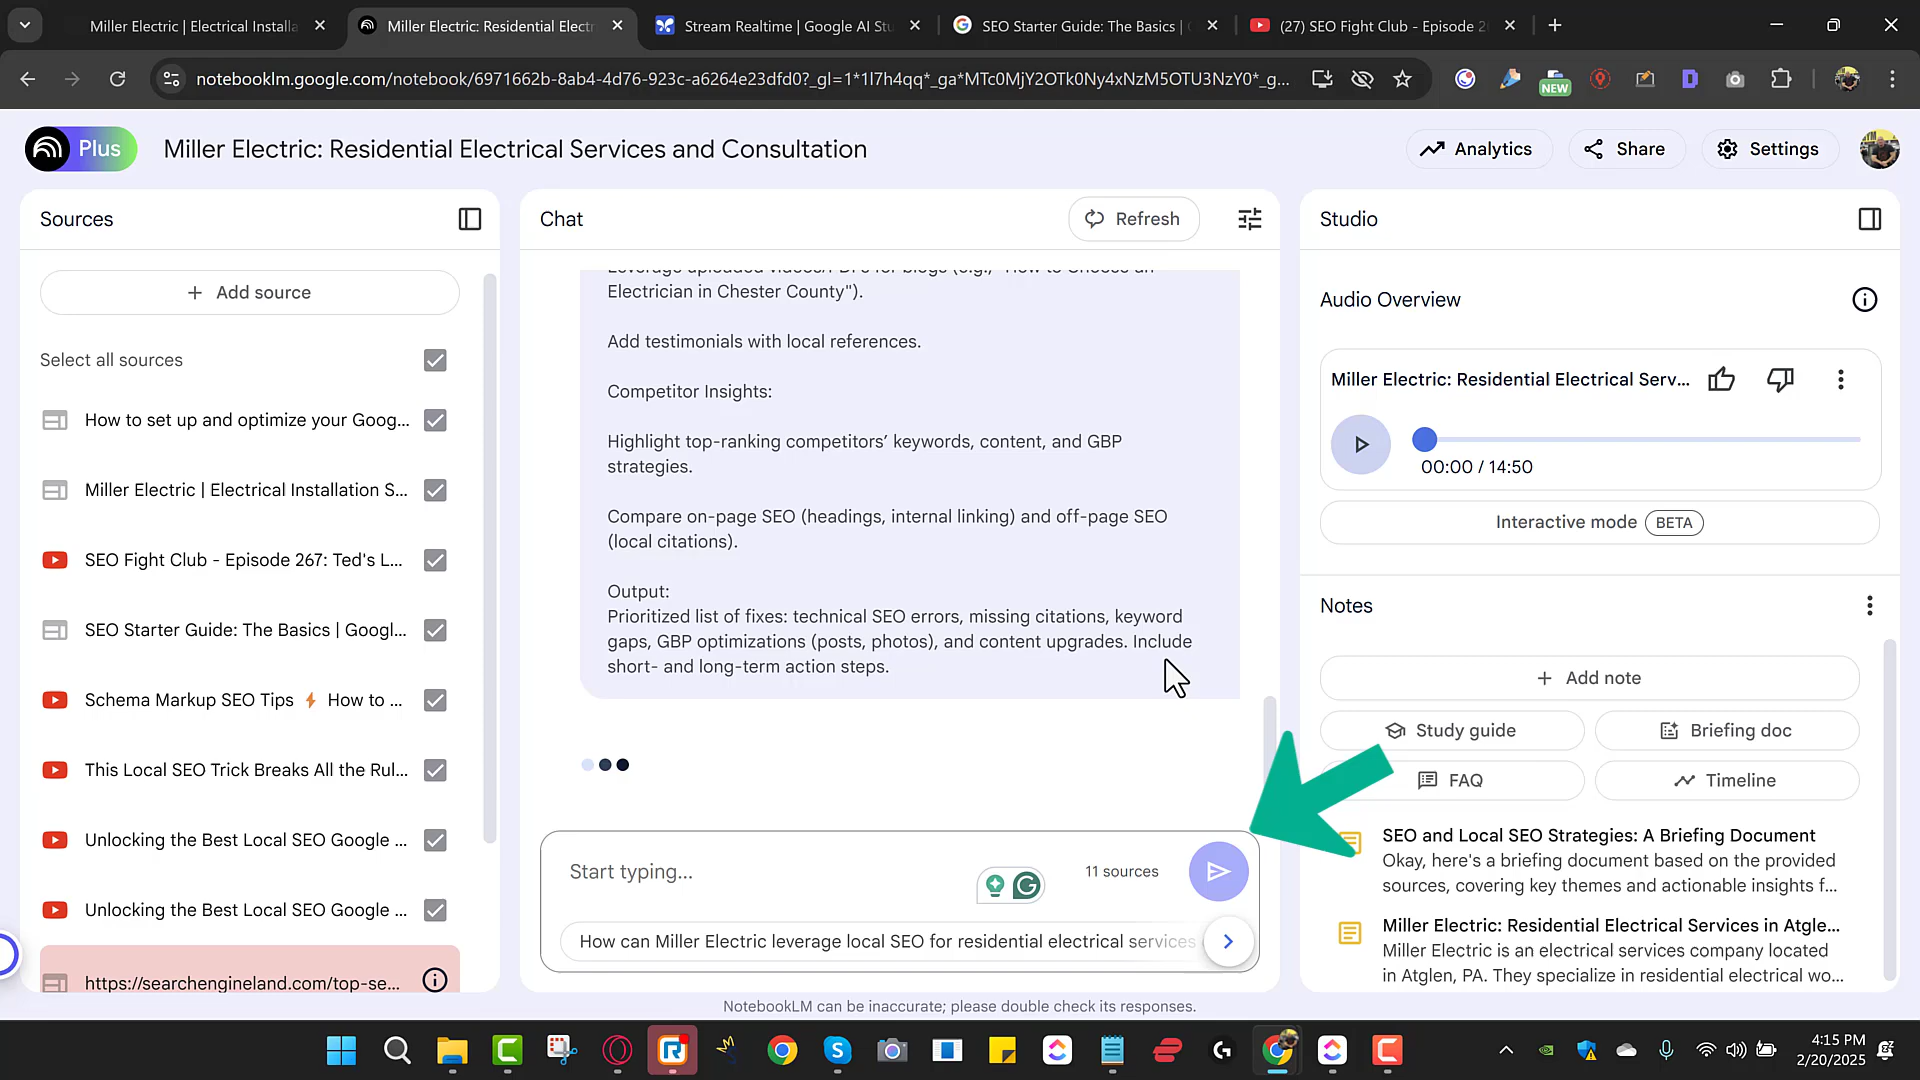 Miller Electric | Electrical Installa
Miller Electric: Residential Electr
Stream Realtime | Google AI Stu
SEO Starter Guide: The Basics |
(27) SEO Fight Club - Episode 2
notebooklm.google.com/notebook/6971662b-8ab4-4d76-923c-a6264e23dfd0?_gl=1*1l7h4qq*_ga*MTc0MjY2OTk0Ny4xNzM5OTU3NzY0*_g...
NEW
Plus
Miller Electric: Residential Electrical Services and Consultation
Analytics
Share
Settings
Sources
Add source
Select all sources
How to set up and optimize your Goog...
Miller Electric | Electrical Installation S...
SEO Fight Club - Episode 267: Ted's L...
SEO Starter Guide: The Basics | Googl...
Schema Markup SEO Tips ⚡ How to ...
This Local SEO Trick Breaks All the Rul...
Unlocking the Best Local SEO Google ...
Unlocking the Best Local SEO Google ...
https://searchengineland.com/top-se...
Chat
Refresh
Leverage uploaded videos/PDFs for blogs (e.g., "How to Choose an
Electrician in Chester County").
Add testimonials with local references.
Competitor Insights:
Highlight top-ranking competitors’ keywords, content, and GBP
strategies.
Compare on-page SEO (headings, internal linking) and off-page SEO
(local citations).
Output:
Prioritized list of fixes: technical SEO errors, missing citations, keyword
gaps, GBP optimizations (posts, photos), and content upgrades. Include
short- and long-term action steps.
Start typing...
11 sources
How can Miller Electric leverage local SEO for residential electrical services
NotebookLM can be inaccurate; please double check its responses.
Studio
Audio Overview
Miller Electric: Residential Electrical Serv...
00:00 / 14:50
Interactive mode BETA
Notes
Add note
Study guide
Briefing doc
FAQ
Timeline
SEO and Local SEO Strategies: A Briefing Document
Okay, here's a briefing document based on the provided
sources, covering key themes and actionable insights f...
Miller Electric: Residential Electrical Services in Atgle...
Miller Electric is an electrical services company located
in Atglen, PA. They specialize in residential electrical wo...
4:15 PM
2/20/2025